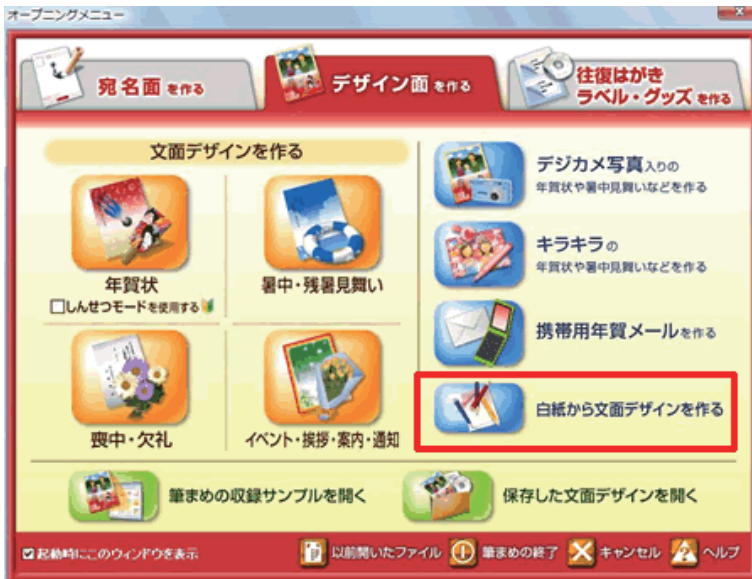 オープニングメニュー
宛名面 を作る
デザイン面 を作る
往復はがき
ラベル・グッズ を作る
文面デザインを作る
年賀状
しんせつモードを使用する
暑中・残暑見舞い
喪中・欠礼
イベント・挨拶・案内・通知
デジカメ写真入りの
年賀状や暑中見舞いなどを作る
キラキラの
年賀状や暑中見舞いなどを作る
携帯用年賀メールを作る
白紙から文面デザインを作る
筆まめの収録サンプルを開く
保存した文面デザインを開く
起動時にこのウィンドウを表示
以前開いたファイル
筆まめの終了
キャンセル
ヘルプ